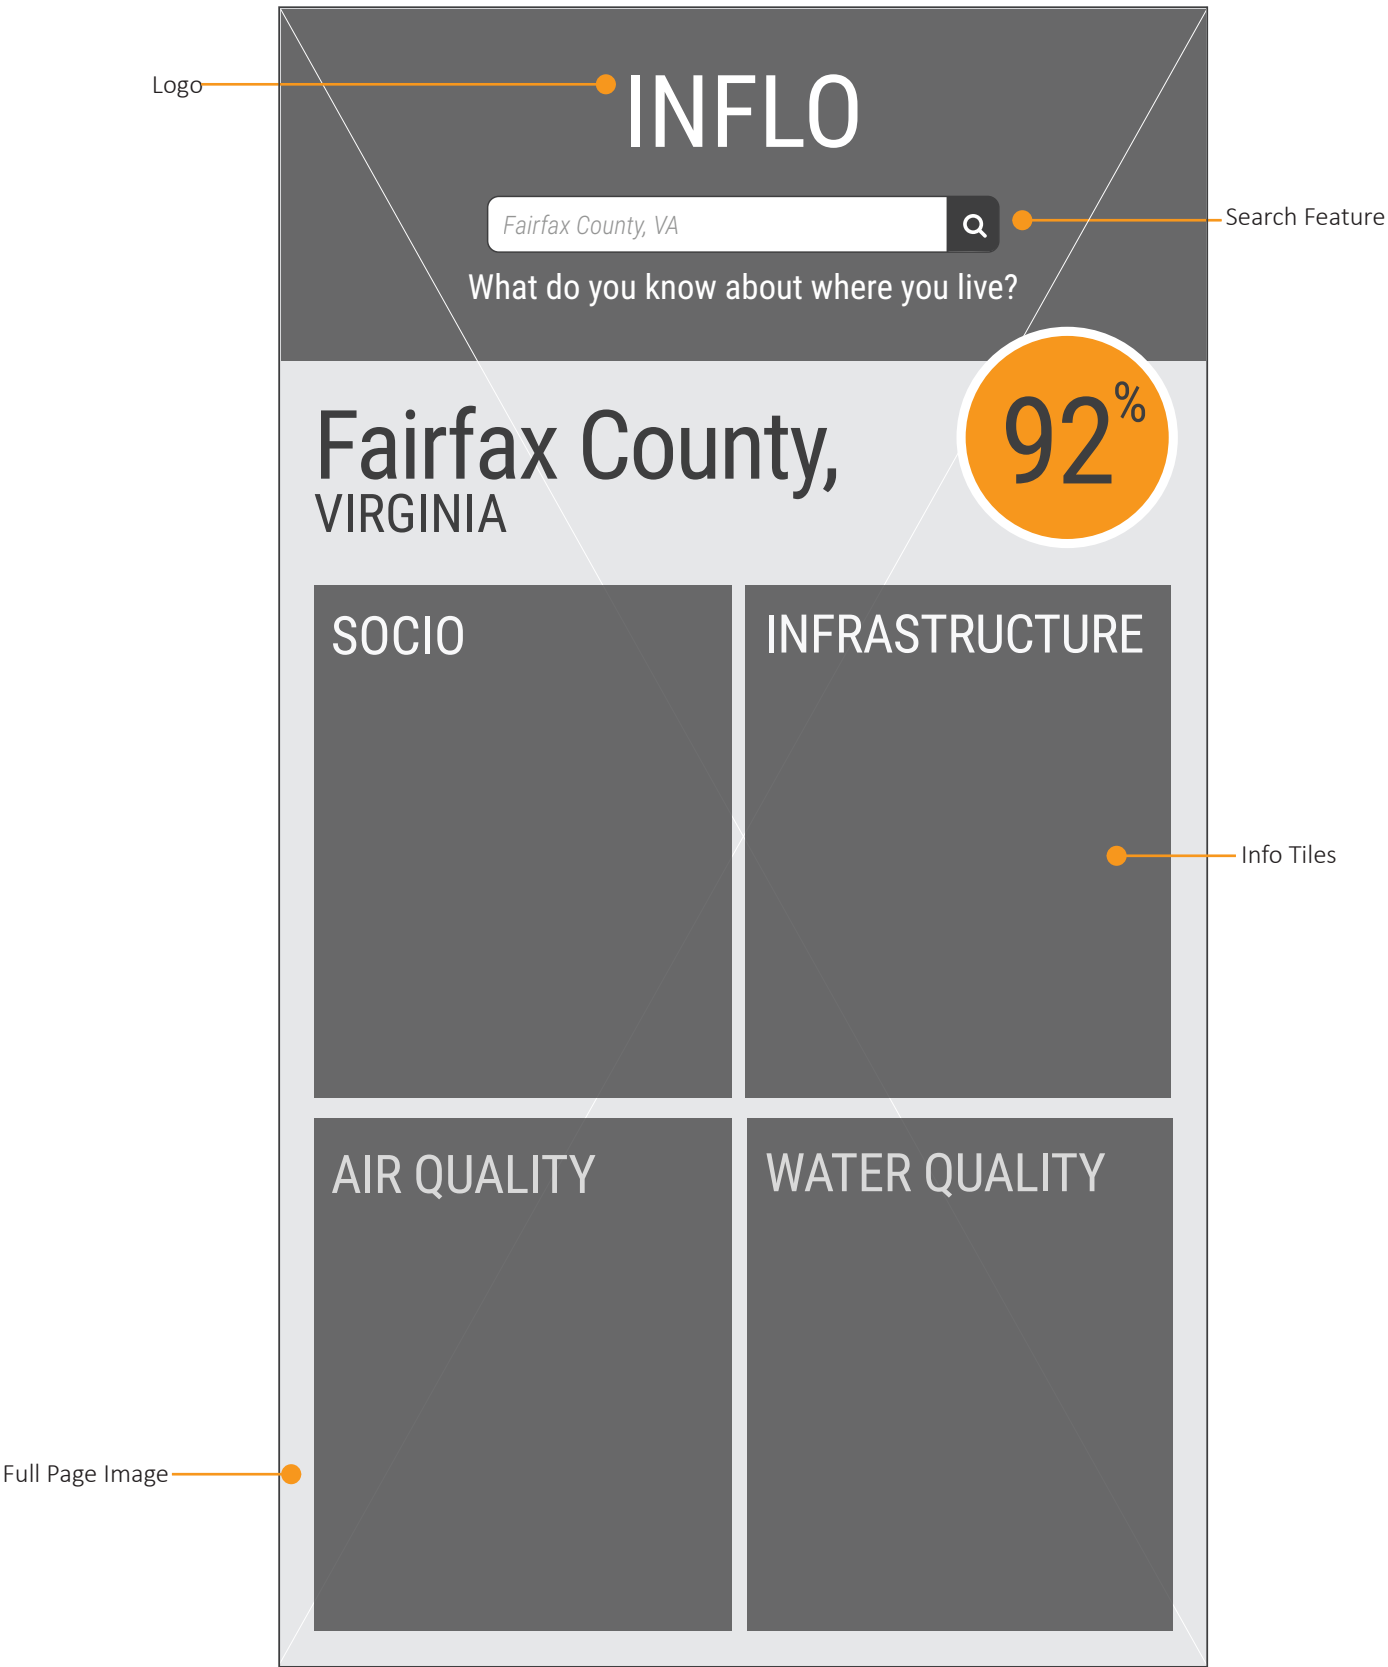 Logo
INFLO
Fairfax County, VA
Search Feature
What do you know about where you live?
92%
Fairfax County,
VIRGINIA
SOCIO
INFRASTRUCTURE
Info Tiles
AIR QUALITY
WATER QUALITY
Full Page Image